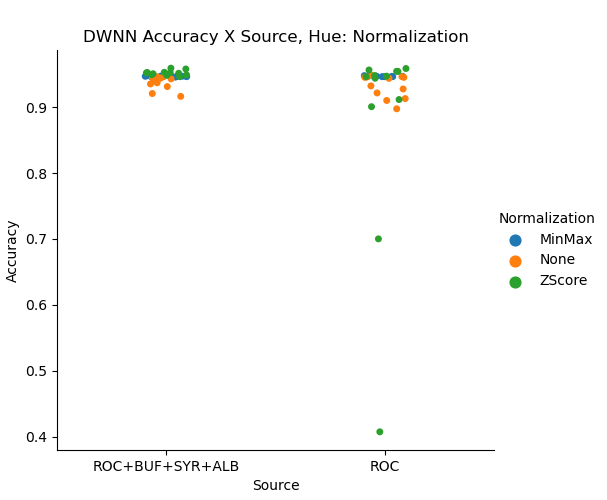 DWNN Accuracy X Source, Hue: Normalization
0.9
0.8
0.7
0.6
0.5
0.4
Accuracy
ROC+BUF+SYR+ALB
ROC
Source
Normalization
MinMax
None
ZScore